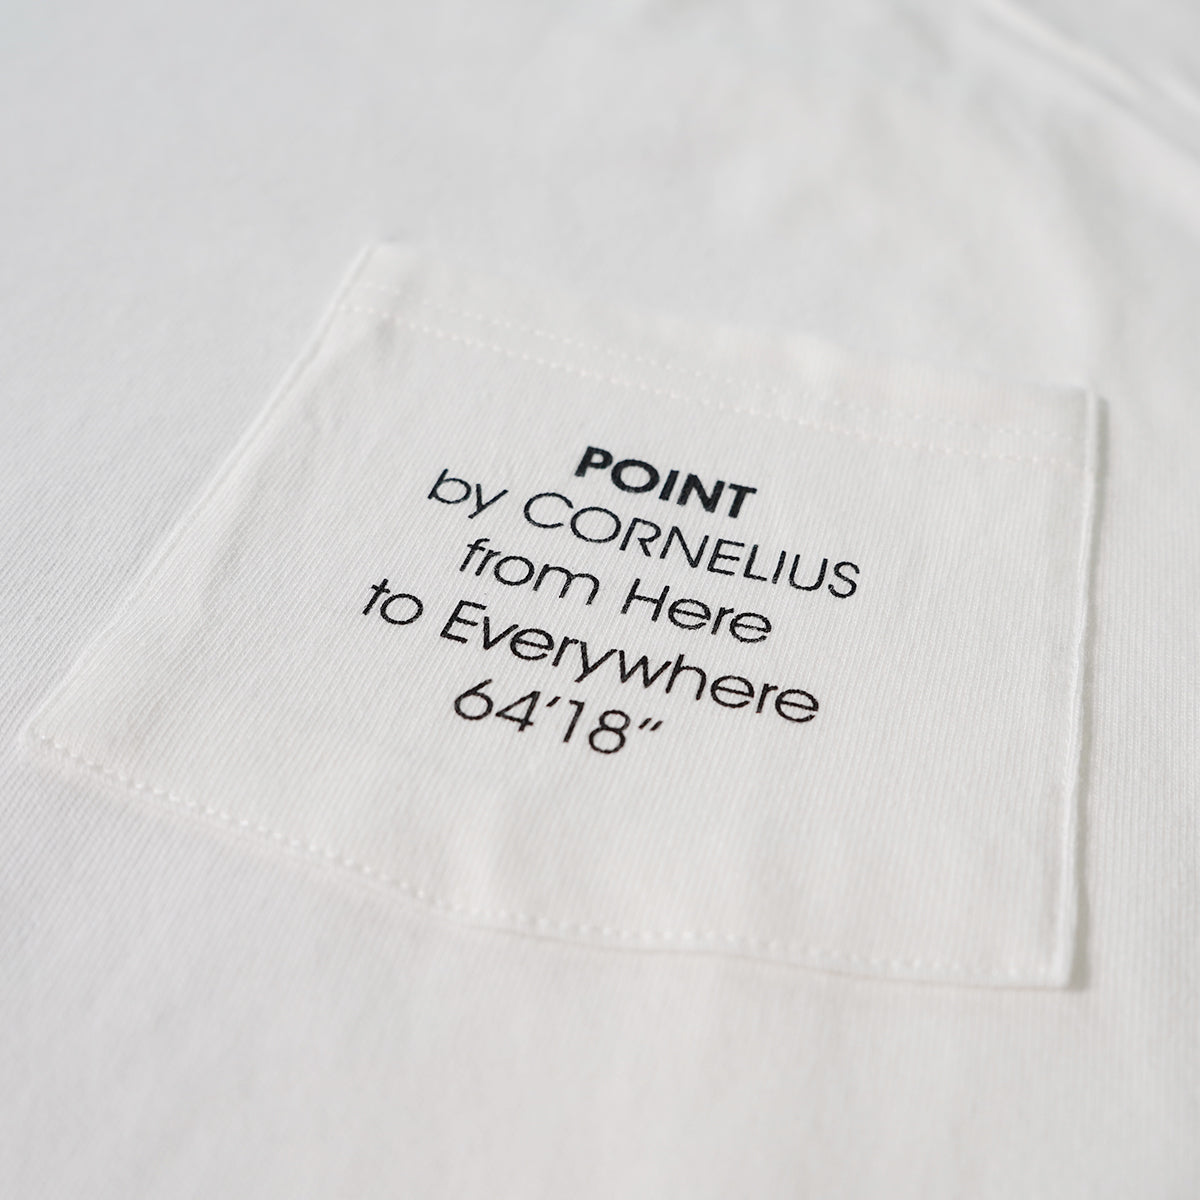 POINT
by CORNELIUS
from Here
to Everywhere
64'18"